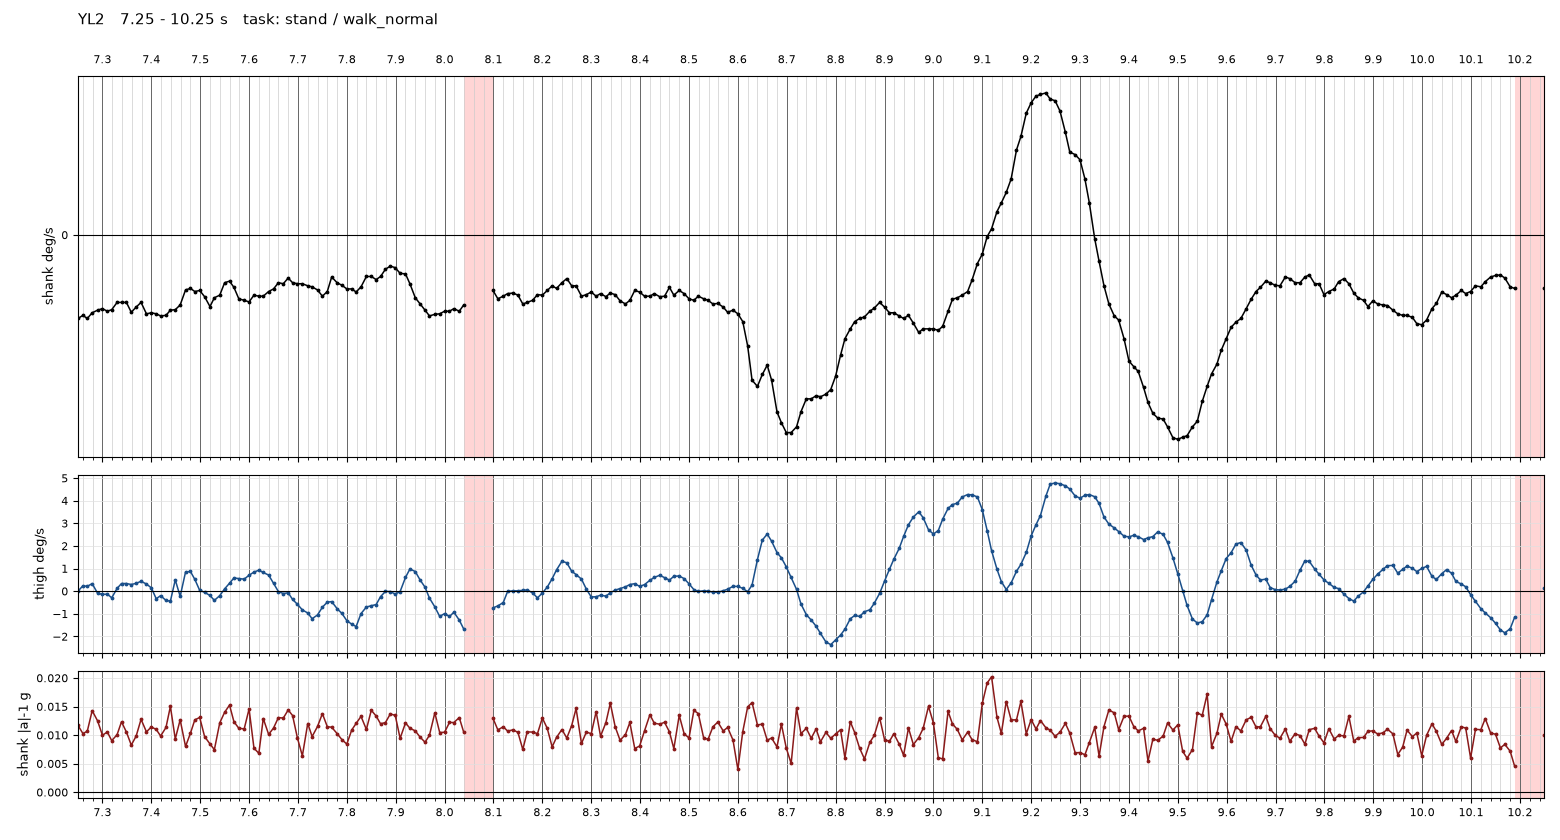 YL2   7.25 - 10.25 s   task: stand / walk_normal
7.3 7.4 7.5 7.6 7.7 7.8 7.9 8.0 8.1 8.2 8.3 8.4 8.5 8.6 8.7 8.8 8.9 9.0 9.1 9.2 9.3 9.4 9.5 9.6 9.7 9.8 9.9 10.0 10.1 10.2
shank deg/s
0
thigh deg/s
5
4
3
2
1
0
−1
−2
shank |a|-1 g
0.020
0.015
0.010
0.005
0.000
7.3 7.4 7.5 7.6 7.7 7.8 7.9 8.0 8.1 8.2 8.3 8.4 8.5 8.6 8.7 8.8 8.9 9.0 9.1 9.2 9.3 9.4 9.5 9.6 9.7 9.8 9.9 10.0 10.1 10.2